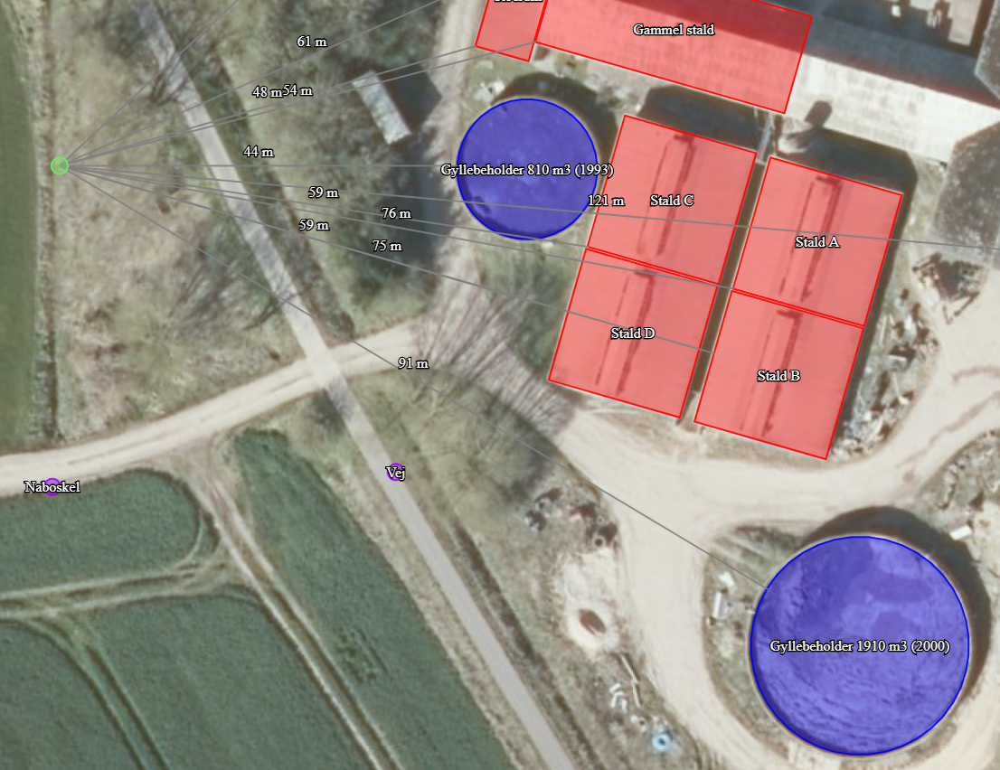 Gammel stald
61 m
48 m
54 m
44 m
Gyllebeholder 810 m3 (1993)
59 m
121 m
Stald C
76 m
59 m
75 m
Stald A
Stald D
91 m
Stald B
Vej
Naboskel
Gyllebeholder 1910 m3 (2000)